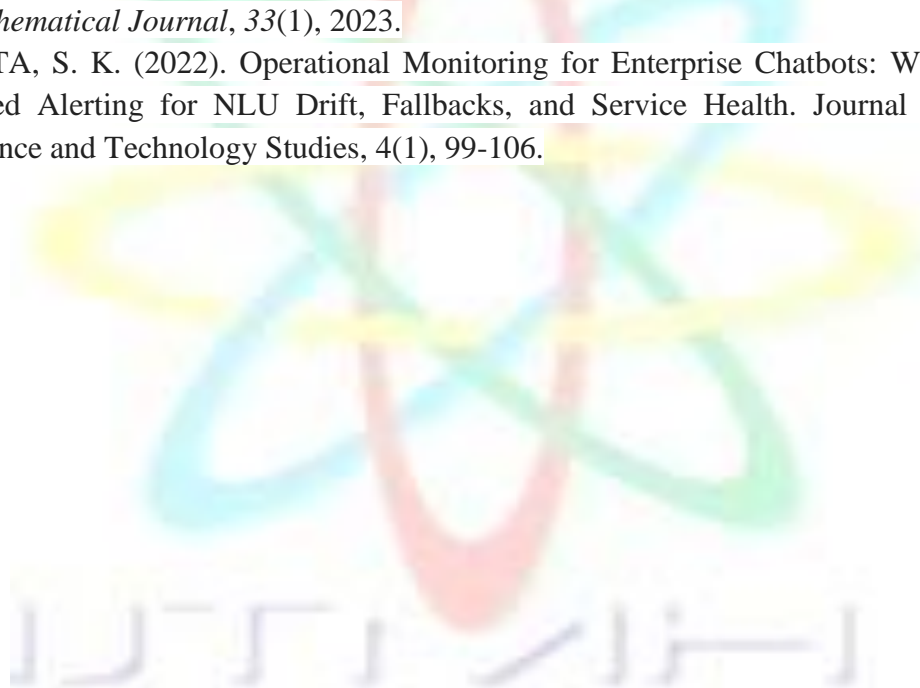 hematical Journal, 33(1), 2023.
TA, S. K. (2022). Operational Monitoring for Enterprise Chatbots: W
ed Alerting for NLU Drift, Fallbacks, and Service Health. Journal
nce and Technology Studies, 4(1), 99-106.